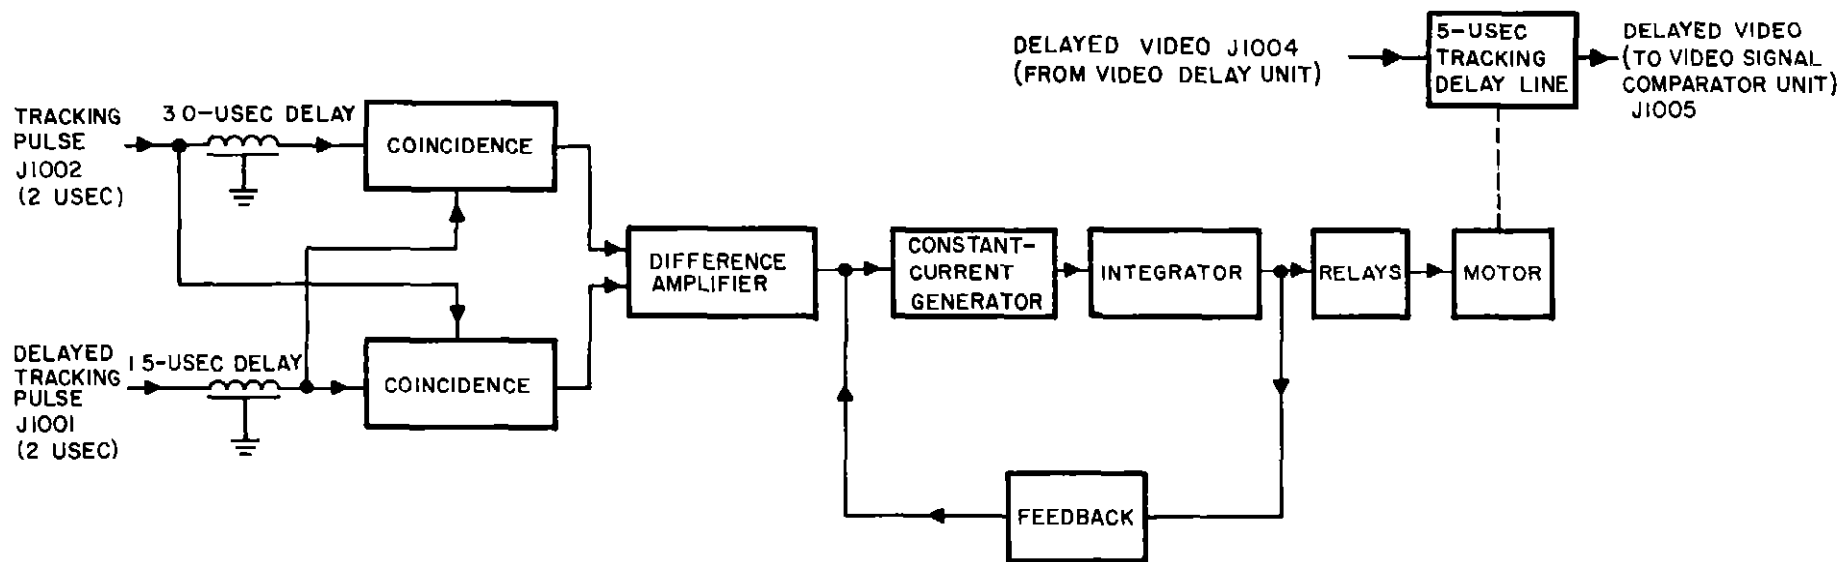 DELAYED VIDEO J1004
(FROM VIDEO DELAY UNIT)
5-USEC
TRACKING
DELAY LINE
DELAYED VIDEO
(TO VIDEO SIGNAL
COMPARATOR UNIT)
J1005
TRACKING
PULSE
J1002
(2 USEC)
30-USEC DELAY
COINCIDENCE
DIFFERENCE
AMPLIFIER
CONSTANT-
CURRENT
GENERATOR
INTEGRATOR
RELAYS
MOTOR
DELAYED
TRACKING
PULSE
J1001
(2 USEC)
15-USEC DELAY
COINCIDENCE
FEEDBACK